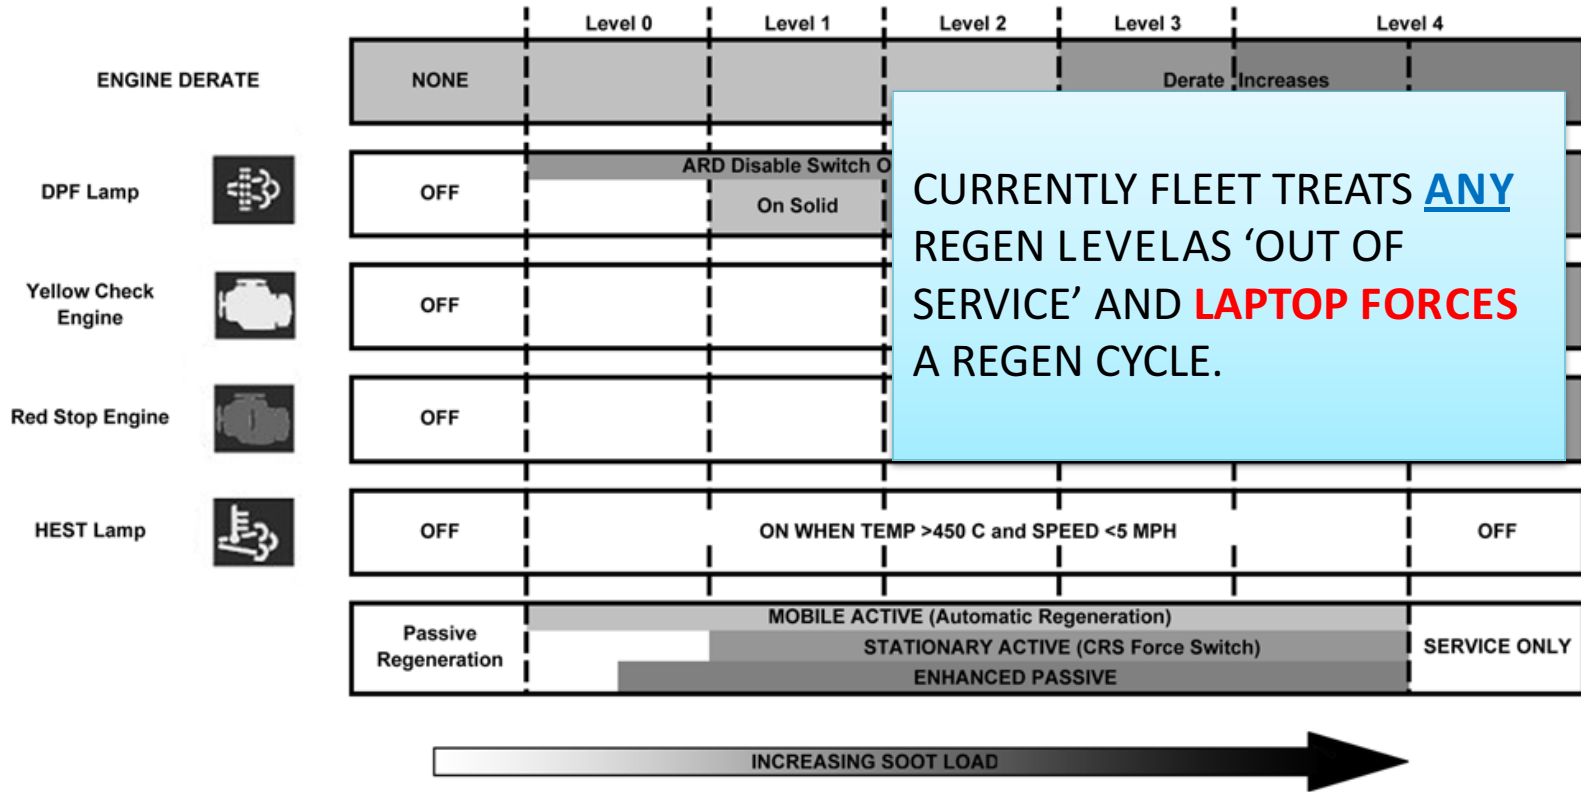 Level 0 Level 1 Level 2 Level 3 Level 4
ENGINE DERATE NONE Derate Increases
DPF Lamp OFF ARD Disable Switch O
On Solid
Yellow Check
Engine
OFF
Red Stop Engine OFF
CURRENTLY FLEET TREATS ANY
REGEN LEVELAS ‘OUT OF
SERVICE’ AND LAPTOP FORCES
A REGEN CYCLE.
HEST Lamp OFF ON WHEN TEMP >450 C and SPEED <5 MPH OFF
Passive
Regeneration
MOBILE ACTIVE (Automatic Regeneration)
STATIONARY ACTIVE (CRS Force Switch)
ENHANCED PASSIVE
SERVICE ONLY
INCREASING SOOT LOAD